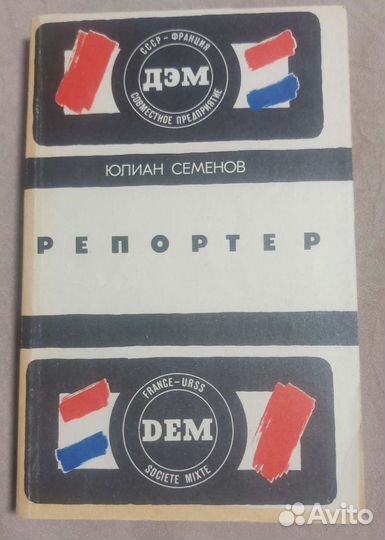 СССР – ФРАНЦИЯ
ДЭМ
СОВМЕСТНОЕ ПРЕДПРИЯТИЕ
ЮЛИАН СЕМЕНОВ
РЕПОРТЕР
FRANCE – URSS
DEM
SOCIETE MIXTE
Avito